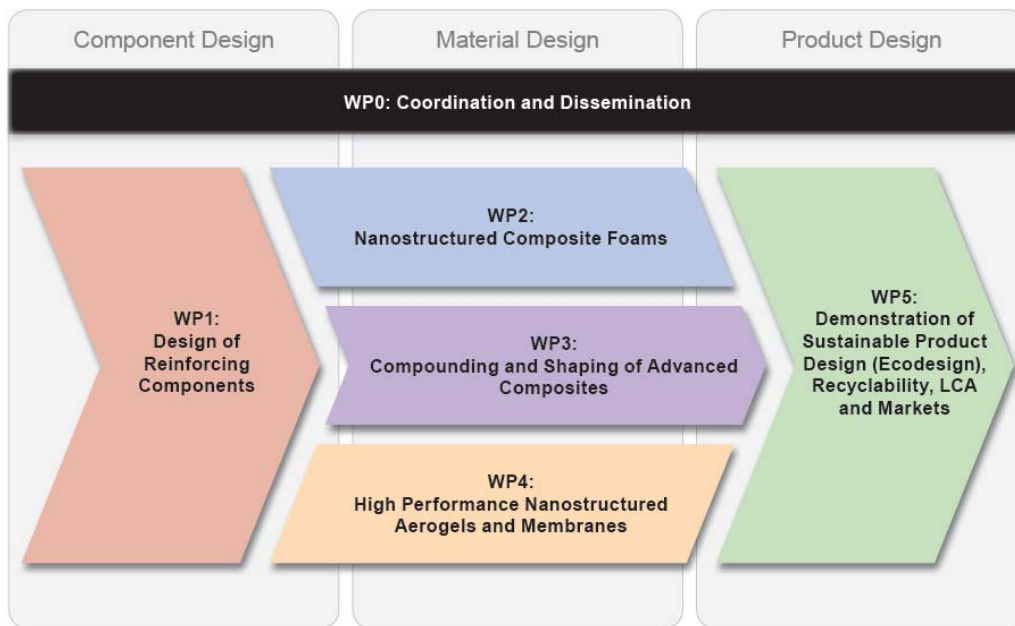 Component Design
Material Design
Product Design
WP0: Coordination and Dissemination
WP1:
Design of
Reinforcing
Components
WP2:
Nanostructured Composite Foams
WP3:
Compounding and Shaping of Advanced
Composites
WP4:
High Performance Nanostructured
Aerogels and Membranes
WP5:
Demonstration of
Sustainable Product
Design (Ecodesign),
Recyclability, LCA
and Markets